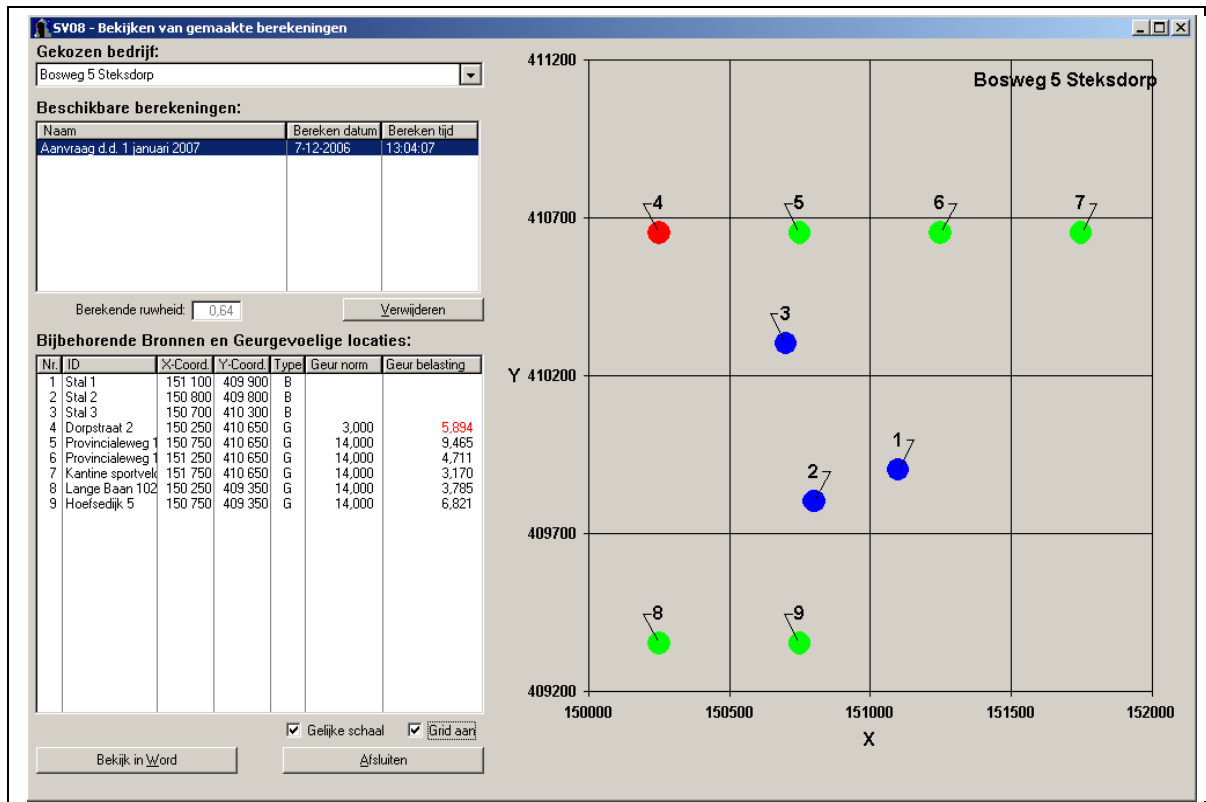 SV08 - Bekijken van gemaakte berekeningen
Gekozen bedrijf:
Bosweg 5 Steksdorp
Beschikbare berekeningen:
Naam Bereken datum Bereken tijd
Aanvraag d.d. 1 januari 2007 7-12-2006 13:04:07
Berekende ruwheid: 0,64 Verwijderen
Bijbehorende Bronnen en Geurgevoelige locaties:
Nr. ID X-Coord. Y-Coord. Type Geur norm Geur belasting
1 Stal 1 151 100 409 900 B
2 Stal 2 150 800 409 800 B
3 Stal 3 150 700 410 300 B
4 Dorpstraat 2 150 250 410 650 G 3,000 5,894
5 Provincialeweg 1 150 750 410 650 G 14,000 9,465
6 Provincialeweg 1 151 250 410 650 G 14,000 4,711
7 Kantine sportveld 151 750 410 650 G 14,000 3,170
8 Lange Baan 102 150 250 409 350 G 14,000 3,785
9 Hoefsedijk 5 150 750 409 350 G 14,000 6,821
Gelijke schaal Grid aan
Bekijk in Word Afsluiten
Bosweg 5 Steksdorp
411200
4 5 6 7
410700
3
Y 410200
1
2
409700
8 9
409200
150000 150500 151000 151500 152000
X